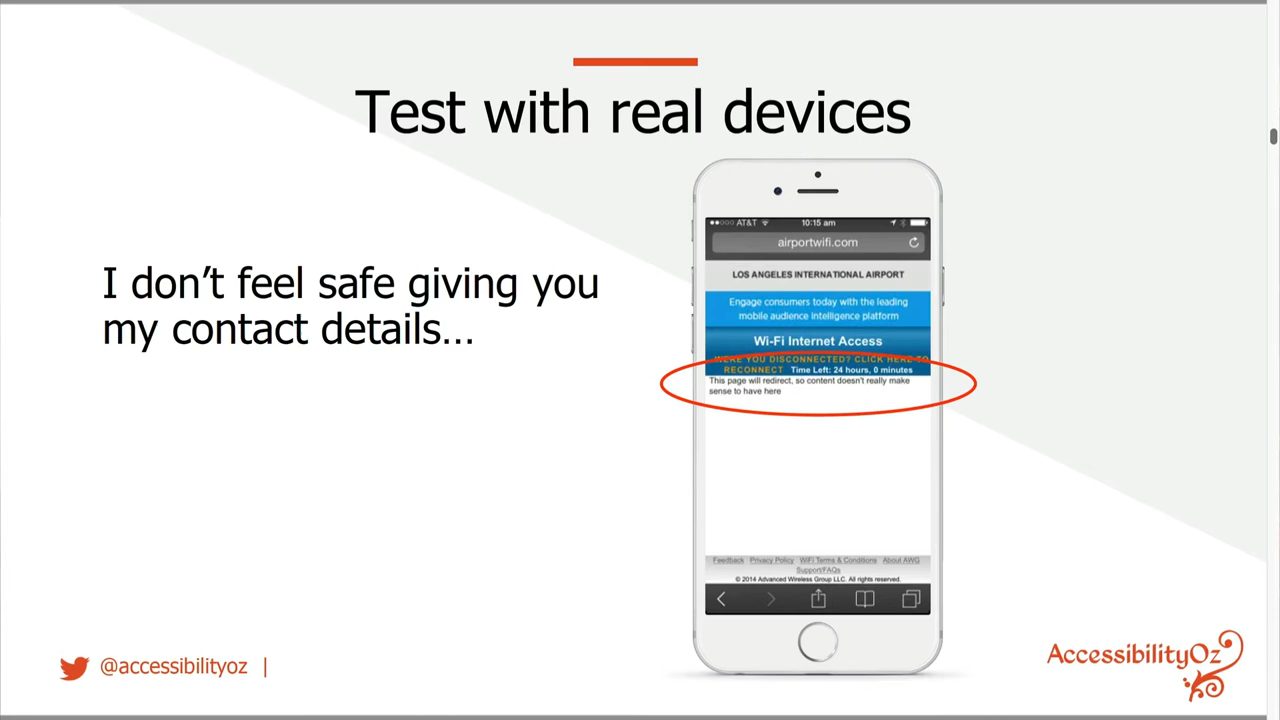 Test with real devices
I don't feel safe giving you
my contact details...
AT&T 10:15 am
airportwifi.com
LOS ANGELES INTERNATIONAL AIRPORT
Engage consumers today with the leading
mobile audience intelligence platform
Wi-Fi Internet Access
WERE YOU DISCONNECTED? CLICK HERE TO
RECONNECT Time Left: 24 hours, 0 minutes
This page will redirect, so content doesn't really make
sense to have here
Feedback Privacy Policy WiFi Terms & Conditions About AWG
Support/FAQs
© 2014 Advanced Wireless Group LLC. All rights reserved.
@accessibilityoz |
AccessibilityOz